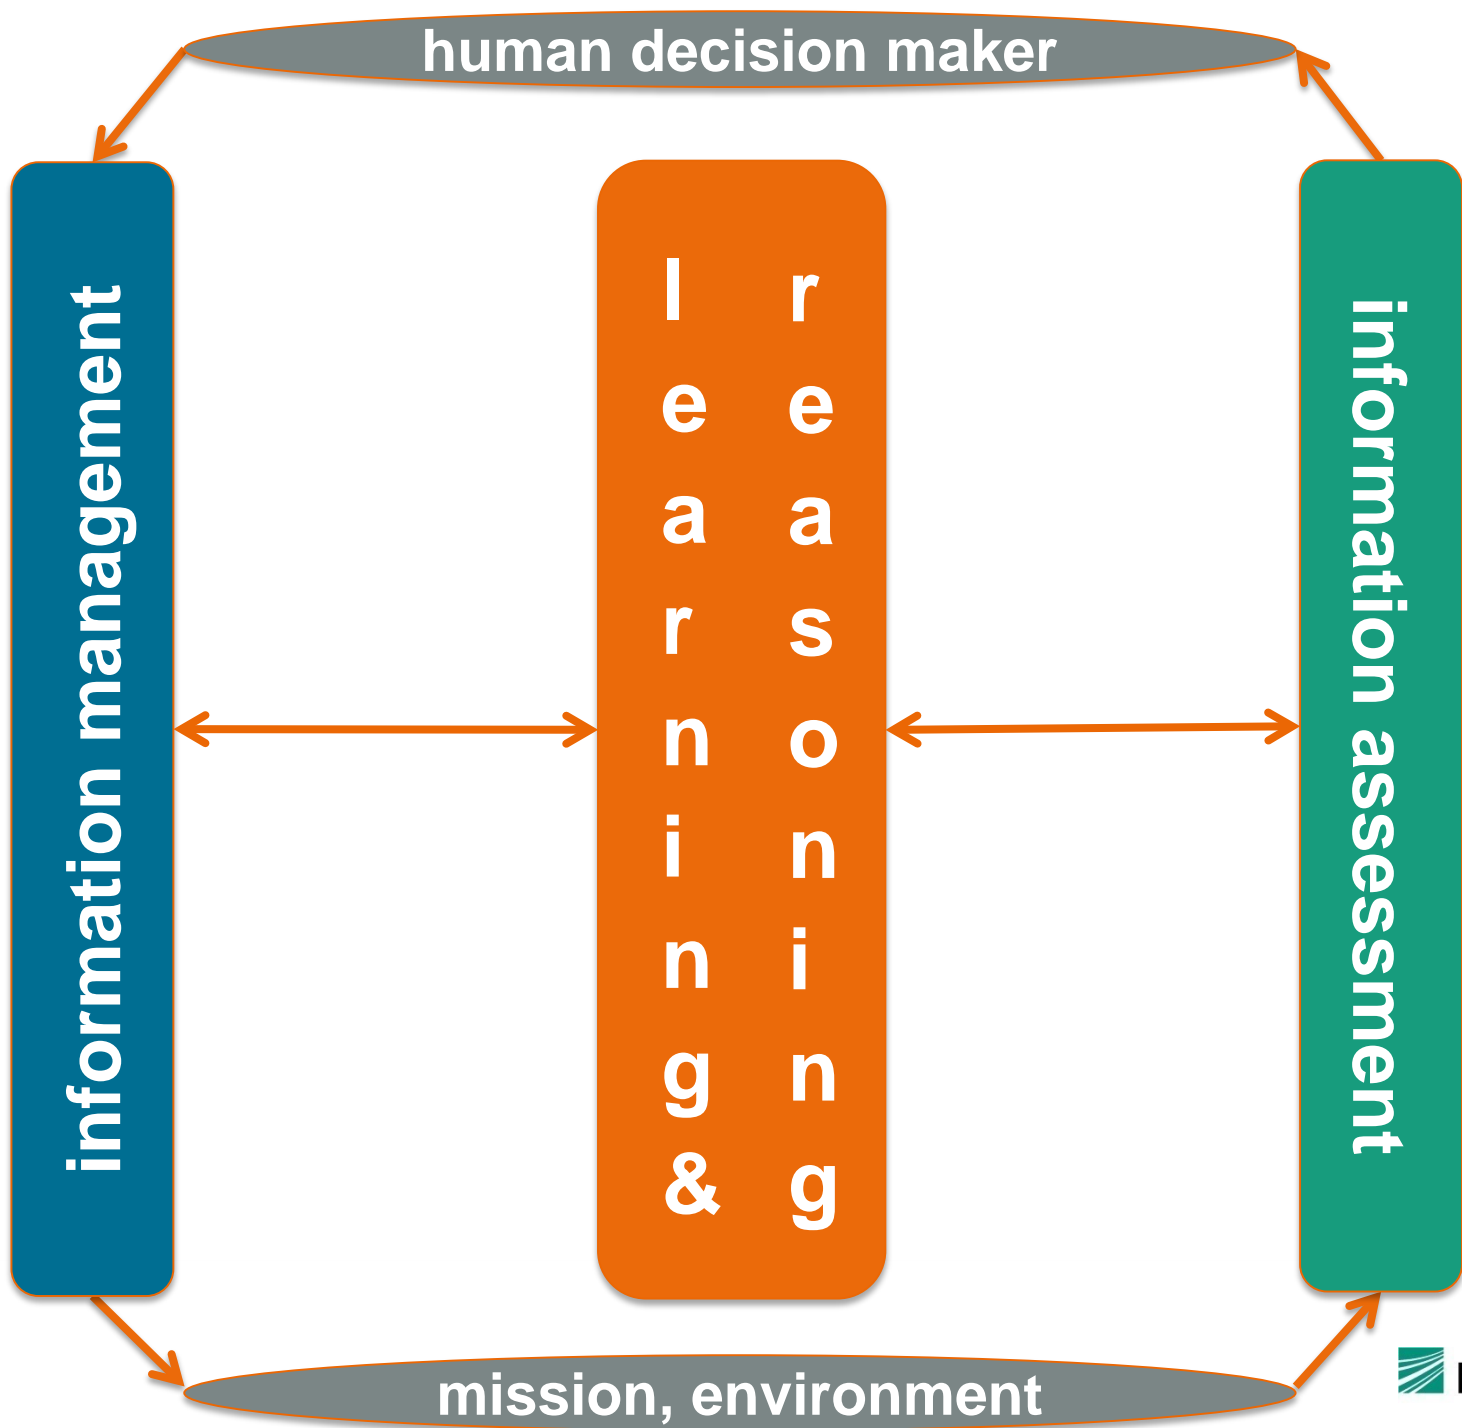 human decision maker
information management
learning &
reasoning
information assessment
mission, environment